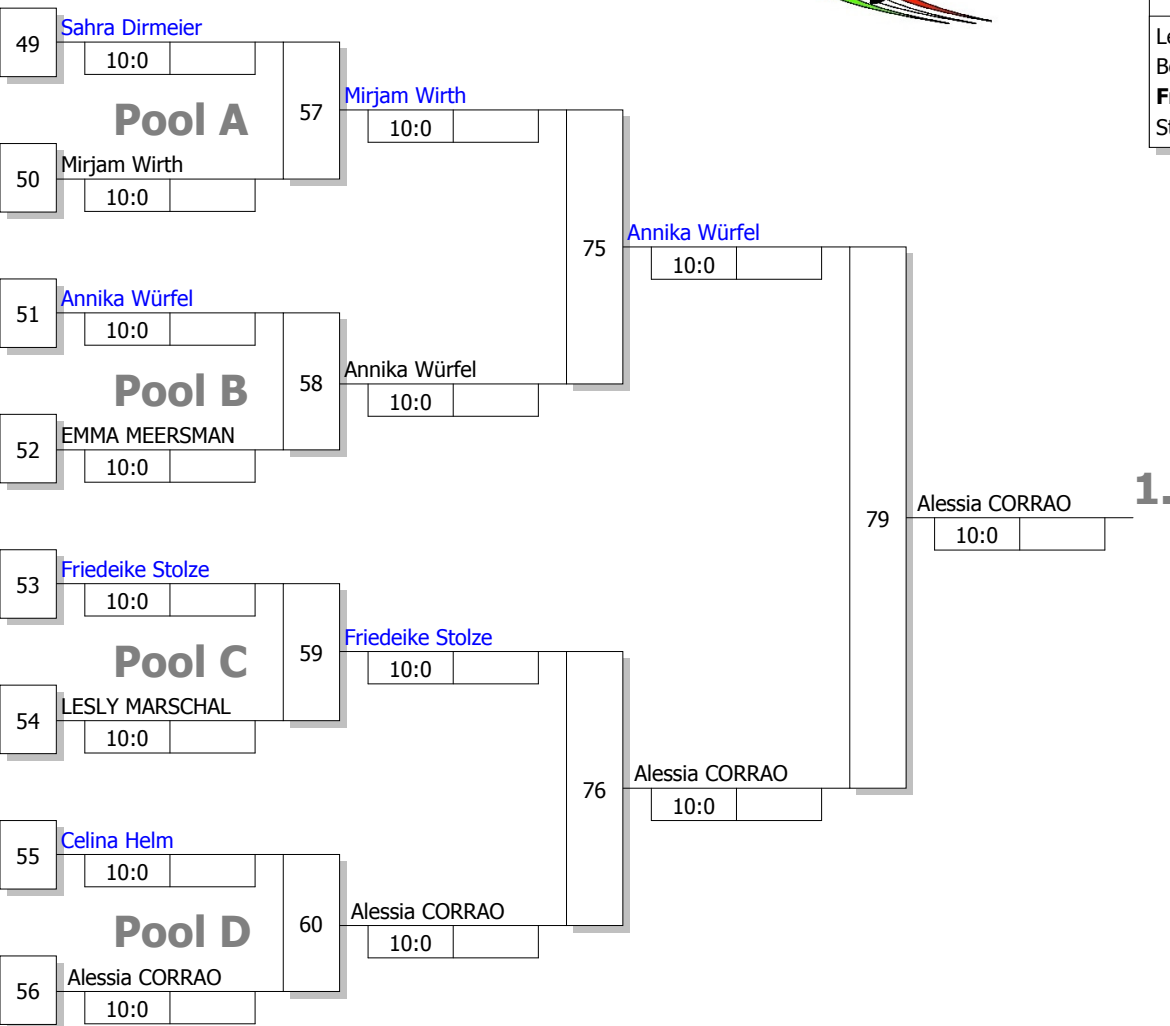 Sahra Dirmeier
49
10:0
Pool A
57
Mirjam Wirth
10:0
Mirjam Wirth
50
10:0
75
Annika Würfel
10:0
Annika Würfel
51
10:0
Pool B
58
Annika Würfel
10:0
EMMA MEERSMAN
52
10:0
79
Alessia CORRAO
10:0
1.
Friedeike Stolze
53
10:0
Pool C
59
Friedeike Stolze
10:0
LESLY MARSCHAL
54
10:0
76
Alessia CORRAO
10:0
Celina Helm
55
10:0
Pool D
60
Alessia CORRAO
10:0
Alessia CORRAO
56
10:0